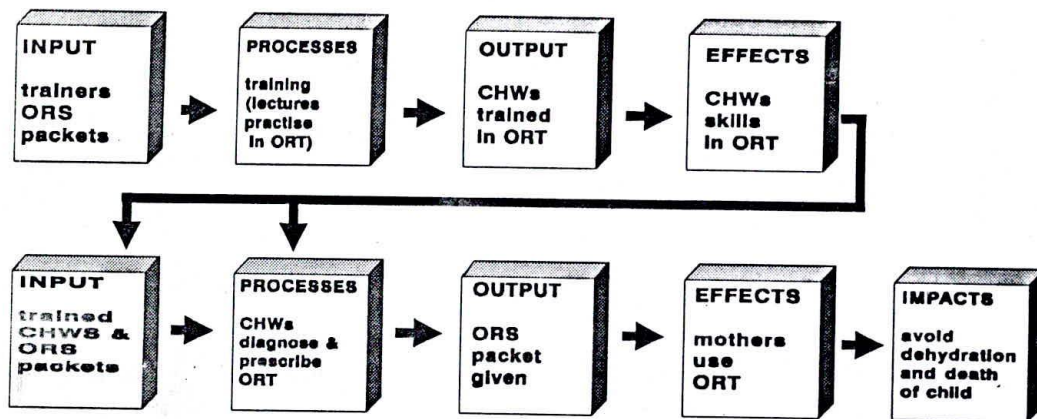 INPUT
trainers
ORS
packets
PROCESSES
training
(lectures
practise
in ORT)
OUTPUT
CHWs
trained
in ORT
EFFECTS
CHWs
skills
in ORT
INPUT
trained
CHWS &
ORS
packets
PROCESSES
CHWs
diagnose &
prescribe
ORT
OUTPUT
ORS
packet
given
EFFECTS
mothers
use
ORT
IMPACTS
avoid
dehydration
and death
of child